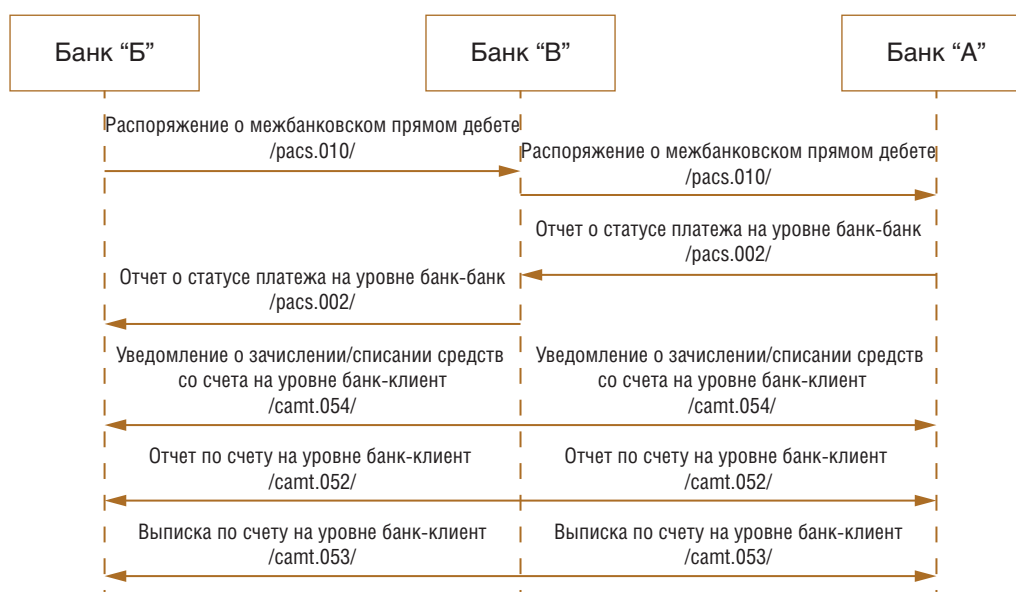 Банк “Б”
Банк “В”
Банк “А”
Распоряжение о межбанковском прямом дебете
/pacs.010/
Распоряжение о межбанковском прямом дебете
/pacs.010/
Отчет о статусе платежа на уровне банк-банк
/pacs.002/
Отчет о статусе платежа на уровне банк-банк
/pacs.002/
Уведомление о зачислении/списании средств
со счета на уровне банк-клиент
/camt.054/
Уведомление о зачислении/списании средств
со счета на уровне банк-клиент
/camt.054/
Отчет по счету на уровне банк-клиент
/camt.052/
Отчет по счету на уровне банк-клиент
/camt.052/
Выписка по счету на уровне банк-клиент
/camt.053/
Выписка по счету на уровне банк-клиент
/camt.053/